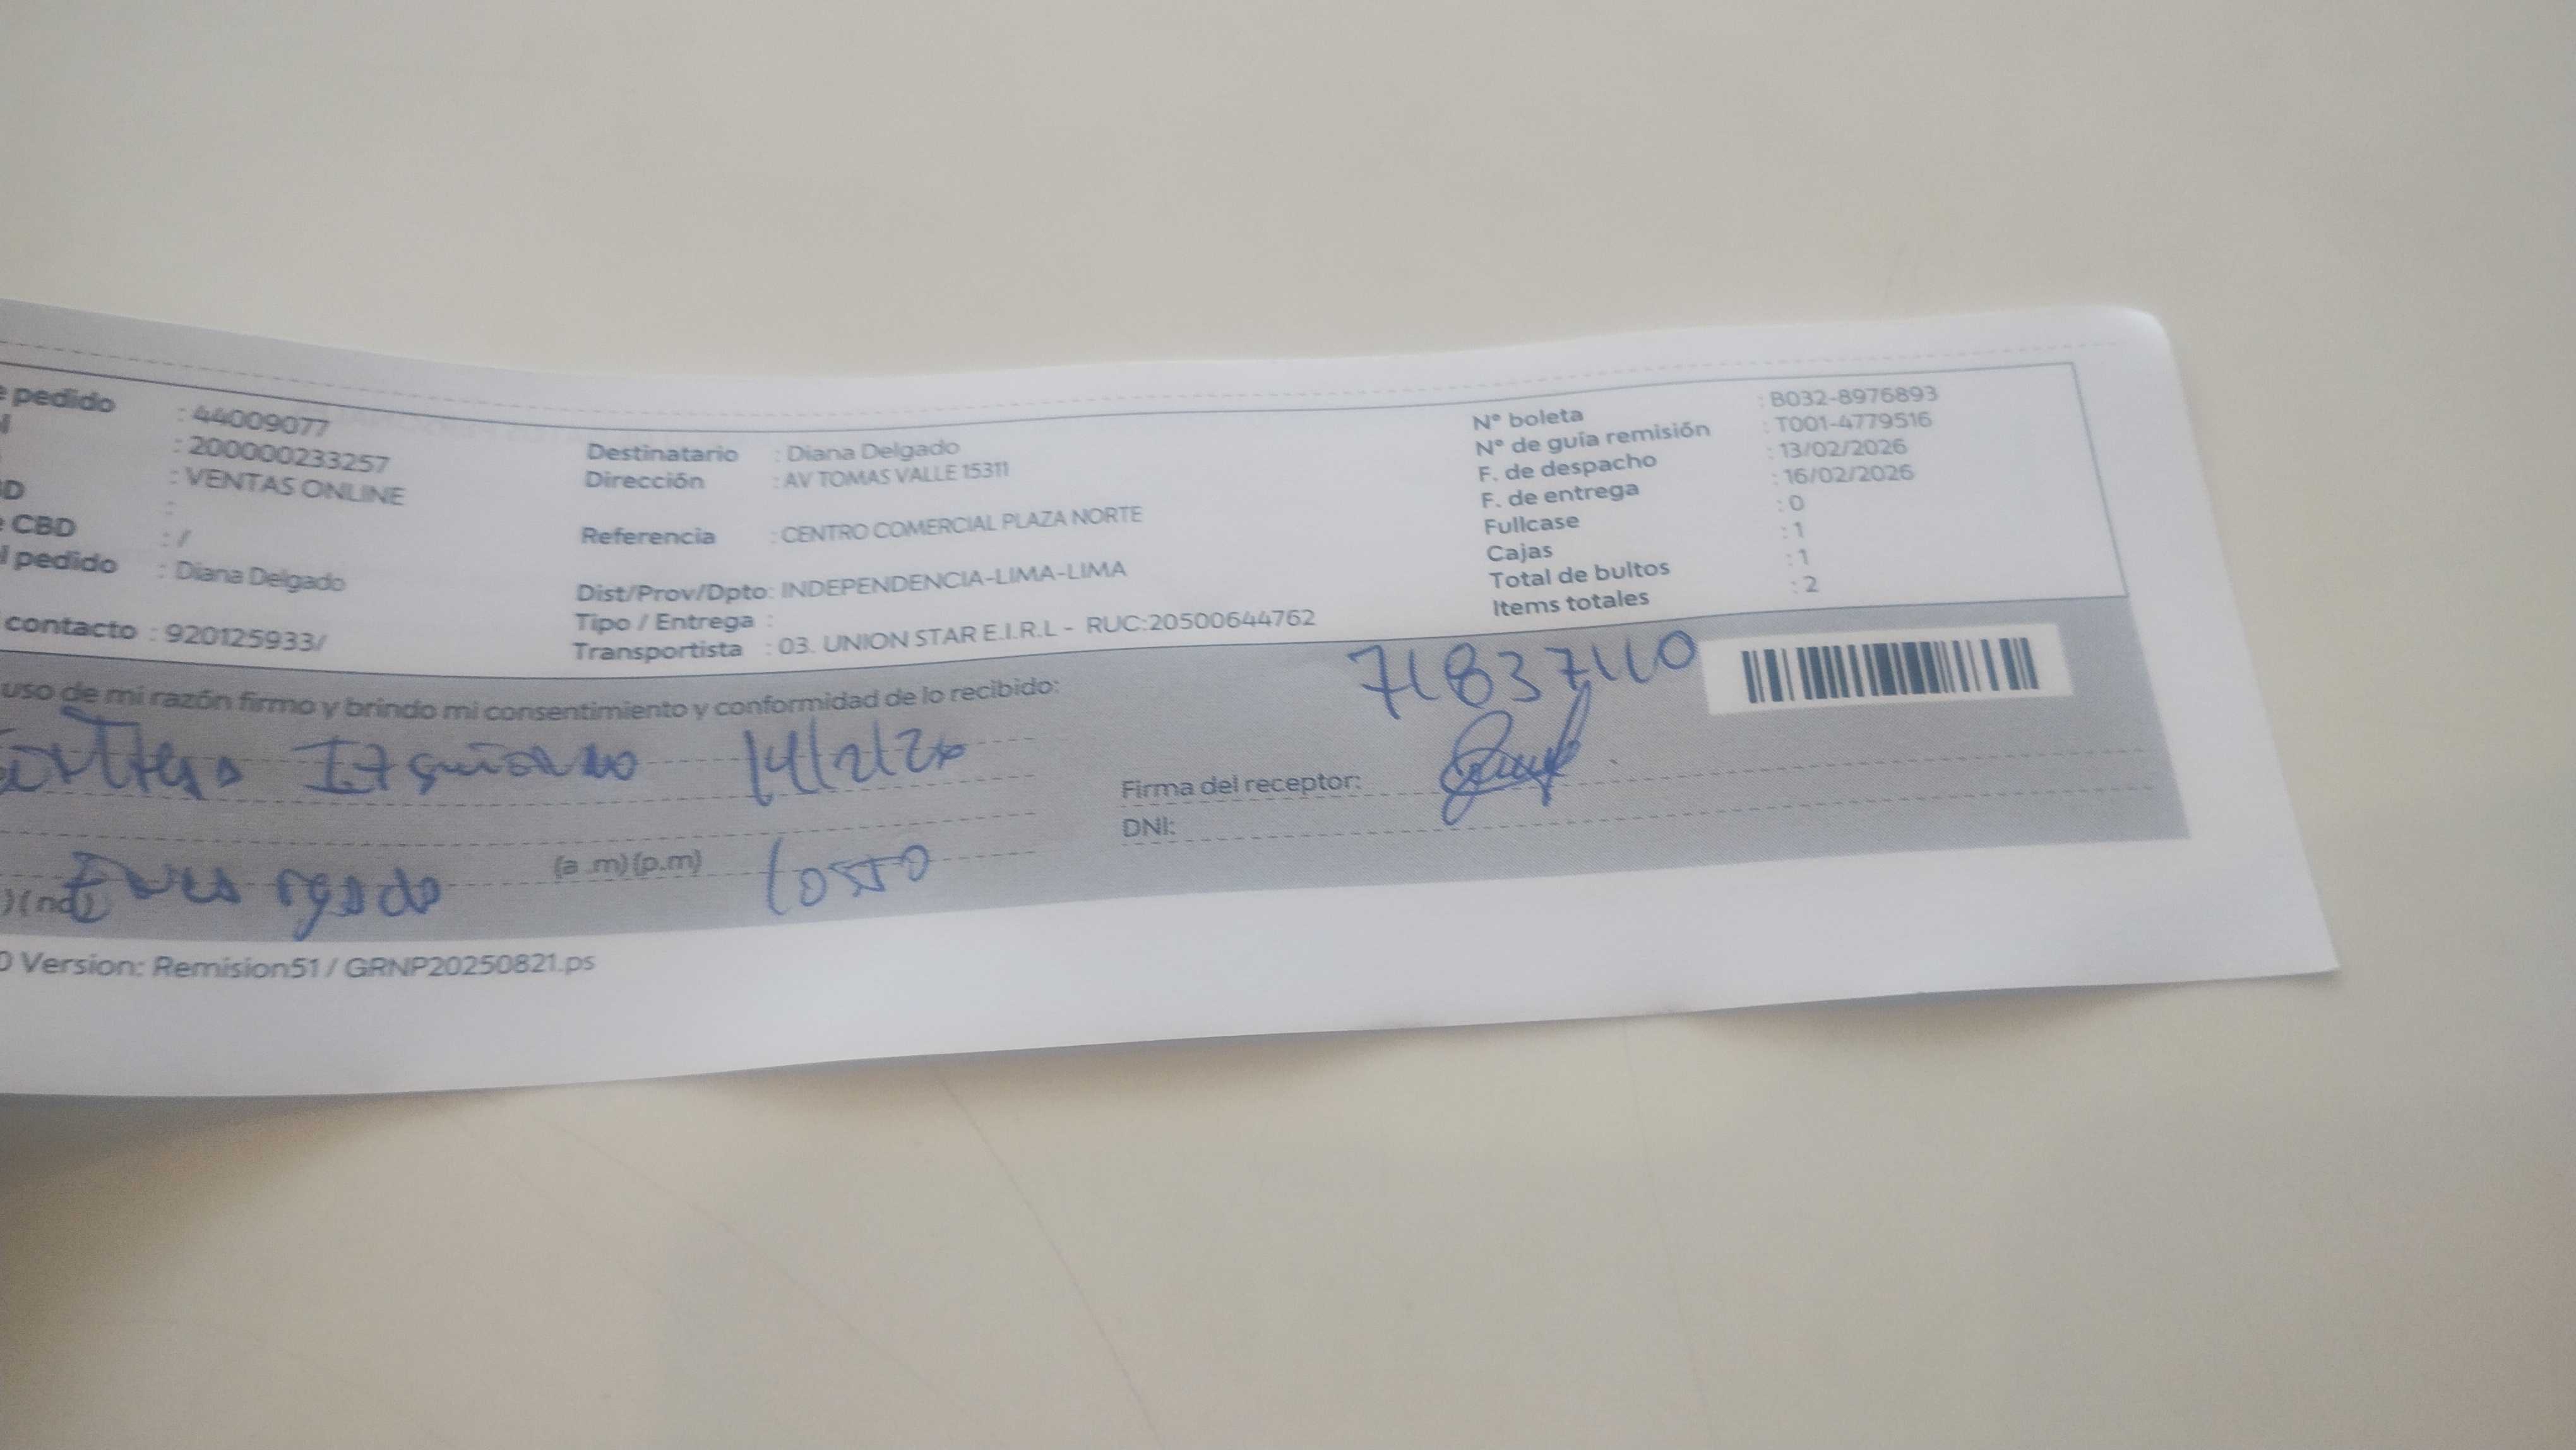 e pedido : 44009077
: 200000233257
: VENTAS ONLINE
D :
e CBD : /
l pedido : Diana Delgado
contacto : 920125933/
Destinatario : Diana Delgado
Dirección : AV TOMAS VALLE 15311
Referencia : CENTRO COMERCIAL PLAZA NORTE
Dist/Prov/Dpto: INDEPENDENCIA-LIMA-LIMA
Tipo / Entrega :
Transportista : 03. UNION STAR E.I.R.L - RUC:20500644762
Nº boleta : B032-8976893
Nº de guía remisión : T001-4779516
F. de despacho : 13/02/2026
F. de entrega : 16/02/2026
Fullcase : 0
Cajas : 1
Total de bultos : 1
Items totales : 2
uso de mi razón firmo y brindo mi consentimiento y conformidad de lo recibido:
71837110
14/2/26
Firma del receptor:
DNI:
(a .m)(p.m)
Version: Remision51 / GRNP20250821.ps